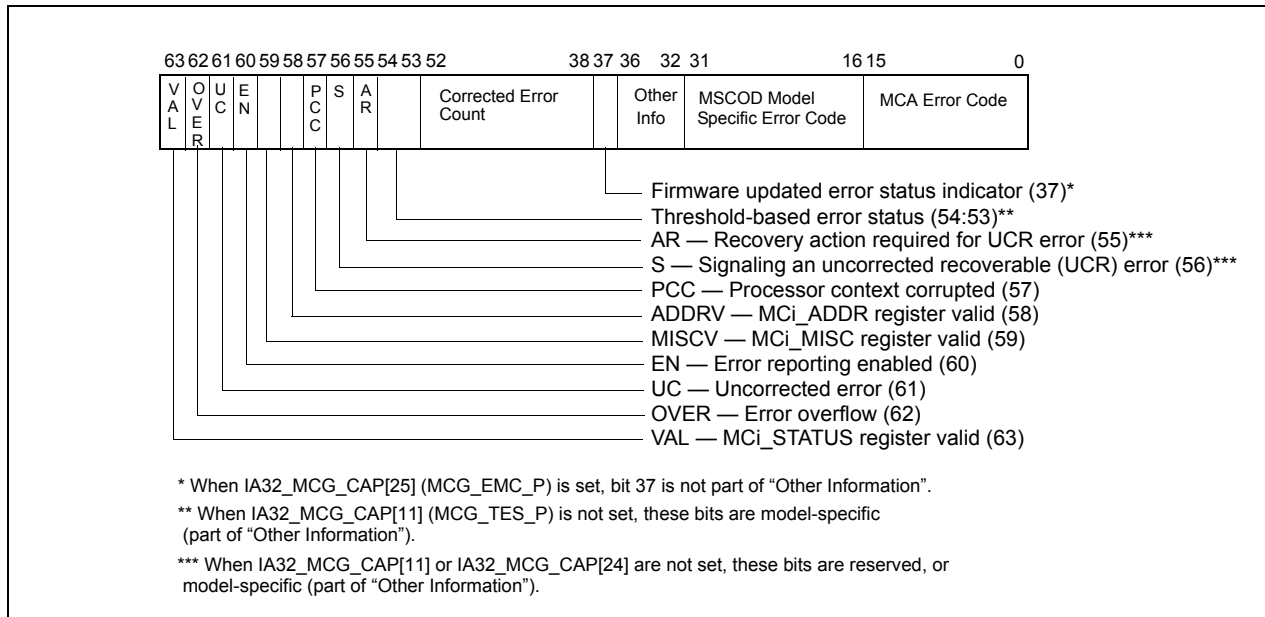 63 62 61 60 59 58 57 56 55 54 53 52 38 37 36 32 31 16 15 0
VAL
OVER
UC
EN
PCC
S
AR
Corrected Error
Count
Other
Info
MSCOD Model
Specific Error Code
MCA Error Code
Firmware updated error status indicator (37)*
Threshold-based error status (54:53)**
AR — Recovery action required for UCR error (55)***
S — Signaling an uncorrected recoverable (UCR) error (56)***
PCC — Processor context corrupted (57)
ADDRV — MCi_ADDR register valid (58)
MISCV — MCi_MISC register valid (59)
EN — Error reporting enabled (60)
UC — Uncorrected error (61)
OVER — Error overflow (62)
VAL — MCi_STATUS register valid (63)
* When IA32_MCG_CAP[25] (MCG_EMC_P) is set, bit 37 is not part of “Other Information”.
** When IA32_MCG_CAP[11] (MCG_TES_P) is not set, these bits are model-specific
(part of “Other Information”).
*** When IA32_MCG_CAP[11] or IA32_MCG_CAP[24] are not set, these bits are reserved, or
model-specific (part of “Other Information”).